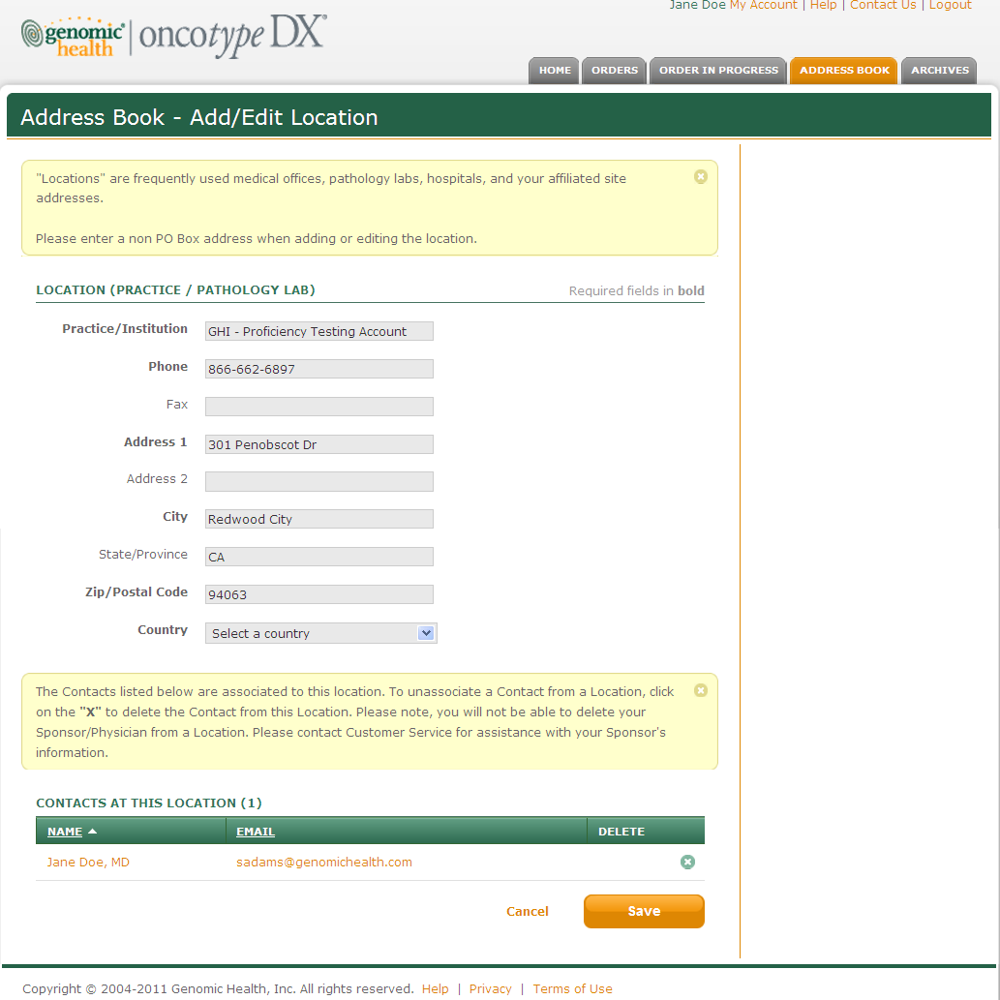 Jane Doe My Account | Help | Contact Us | Logout
genomic health | oncotype DX®
HOME ORDERS ORDER IN PROGRESS ADDRESS BOOK ARCHIVES
Address Book - Add/Edit Location
"Locations" are frequently used medical offices, pathology labs, hospitals, and your affiliated site
addresses.
Please enter a non PO Box address when adding or editing the location.
LOCATION (PRACTICE / PATHOLOGY LAB) Required fields in bold
Practice/Institution GHI - Proficiency Testing Account
Phone 866-662-6897
Fax
Address 1 301 Penobscot Dr
Address 2
City Redwood City
State/Province CA
Zip/Postal Code 94063
Country Select a country
The Contacts listed below are associated to this location. To unassociate a Contact from a Location, click
on the "X" to delete the Contact from this Location. Please note, you will not be able to delete your
Sponsor/Physician from a Location. Please contact Customer Service for assistance with your Sponsor's
information.
CONTACTS AT THIS LOCATION (1)
NAME EMAIL DELETE
Jane Doe, MD sadams@genomichealth.com
Cancel Save
Copyright © 2004-2011 Genomic Health, Inc. All rights reserved. Help | Privacy | Terms of Use